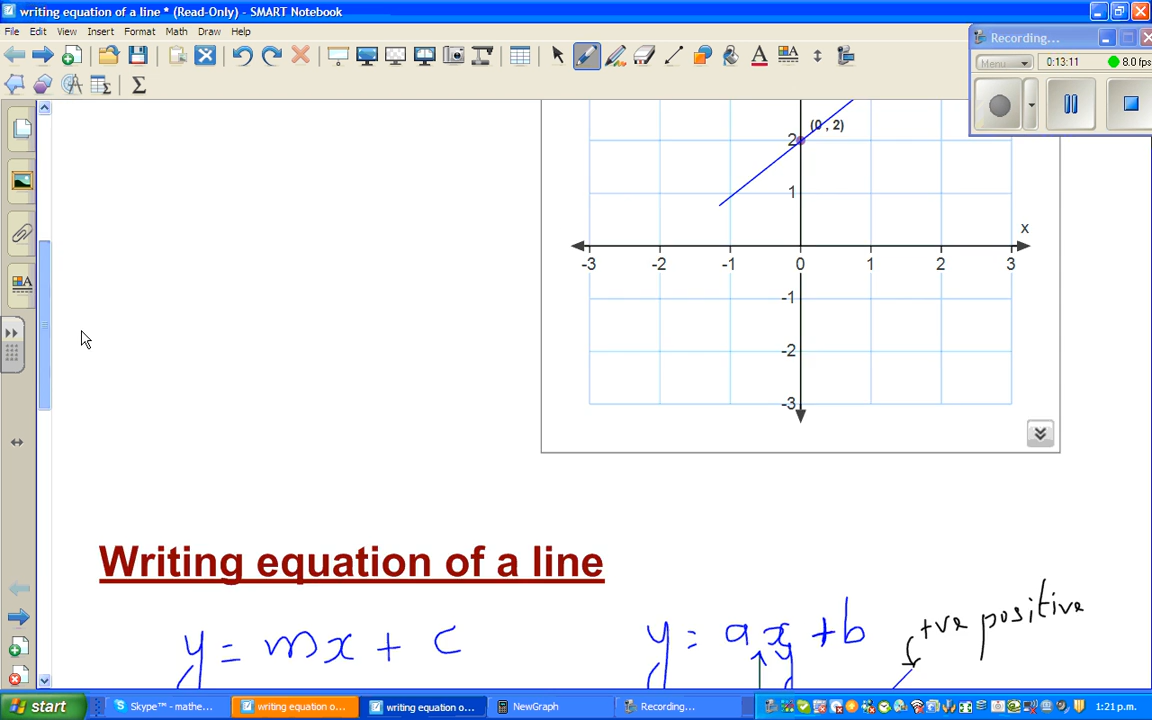 writing equation of a line * (Read-Only) - SMART Notebook
File Edit View Insert Format Math Draw Help
Recording...
Menu 0:13:11 8.0 fps
(0 , 2)
2
1
x
-3 -2 -1 0 1 2 3
-1
-2
-3
Writing equation of a line
+ve positive
y = mx + c y = ax + b
start Skype™ - mathe... writing equation o... writing equation o... NewGraph Recording... 1:21 p.m.